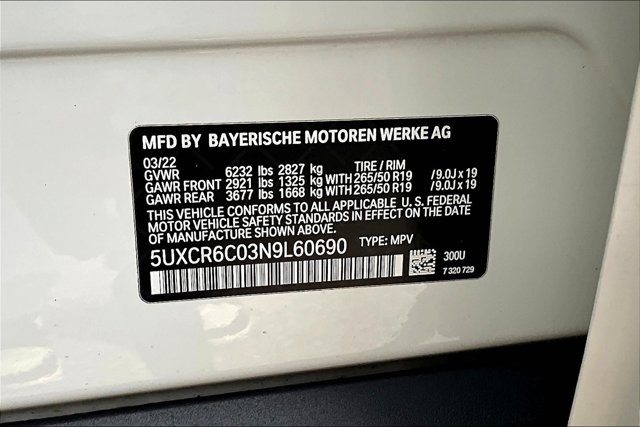 MFD BY BAYERISCHE MOTOREN WERKE AG
03/22 TIRE / RIM
GVWR 6232 lbs 2827 kg
GAWR FRONT 2921 lbs 1325 kg WITH 265/50 R19 /9.0J x 19
GAWR REAR 3677 lbs 1668 kg WITH 265/50 R19 /9.0J x 19
THIS VEHICLE CONFORMS TO ALL APPLICABLE U. S. FEDERAL
MOTOR VEHICLE SAFETY STANDARDS IN EFFECT ON THE DATE OF
MANUFACTURE SHOWN ABOVE.
5UXCR6C03N9L60690 TYPE: MPV
300U
7 320 729